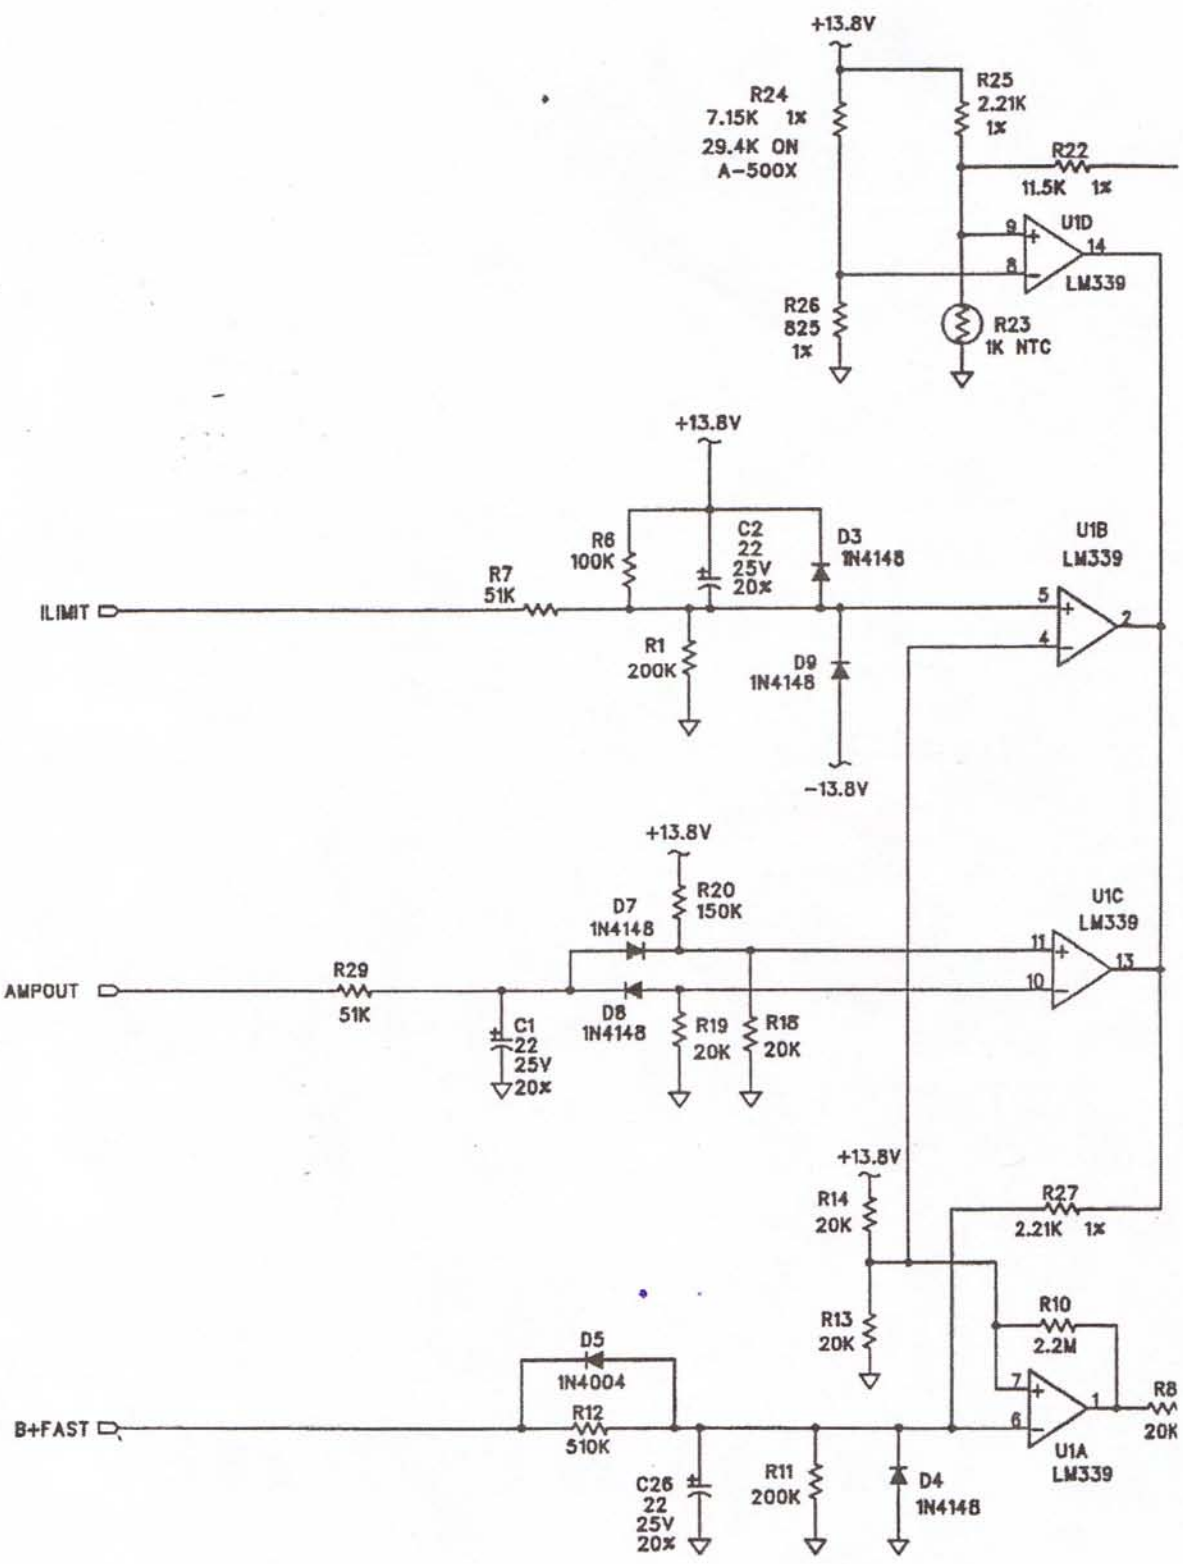 +13.8V
R24
7.15K 1%
29.4K ON
A-500X
R25
2.21K
1%
R22
11.5K 1%
U1D
9
+
14
8
-
LM339
R26
825
1%
R23
1K NTC
+13.8V
R6
100K
C2
22
25V
20%
+
D3
1N4148
U1B
LM339
R7
51K
ILIMIT
5
+
2
4
-
R1
200K
D9
1N4148
-13.8V
+13.8V
R20
150K
D7
1N4148
U1C
LM339
11
+
13
10
-
R29
51K
AMPOUT
D8
1N4148
C1
22
25V
20%
+
R19
20K
R18
20K
+13.8V
R14
20K
R27
2.21K 1%
R13
20K
R10
2.2M
D5
1N4004
7
+
1
6
-
R8
20K
B+FAST
R12
510K
U1A
LM339
C26
22
25V
20%
+
R11
200K
D4
1N4148